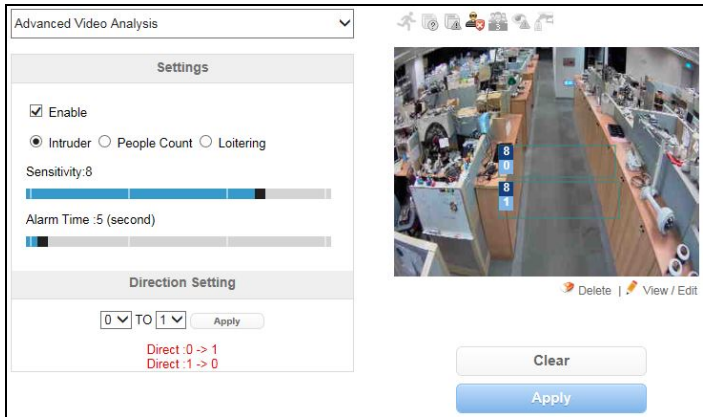 Advanced Video Analysis
Settings
Enable
Intruder People Count Loitering
Sensitivity:8
Alarm Time :5 (second)
Direction Setting
0 TO 1 Apply
Direct :0 -> 1
Direct :1 -> 0
8
0
8
1
Delete | View / Edit
Clear
Apply